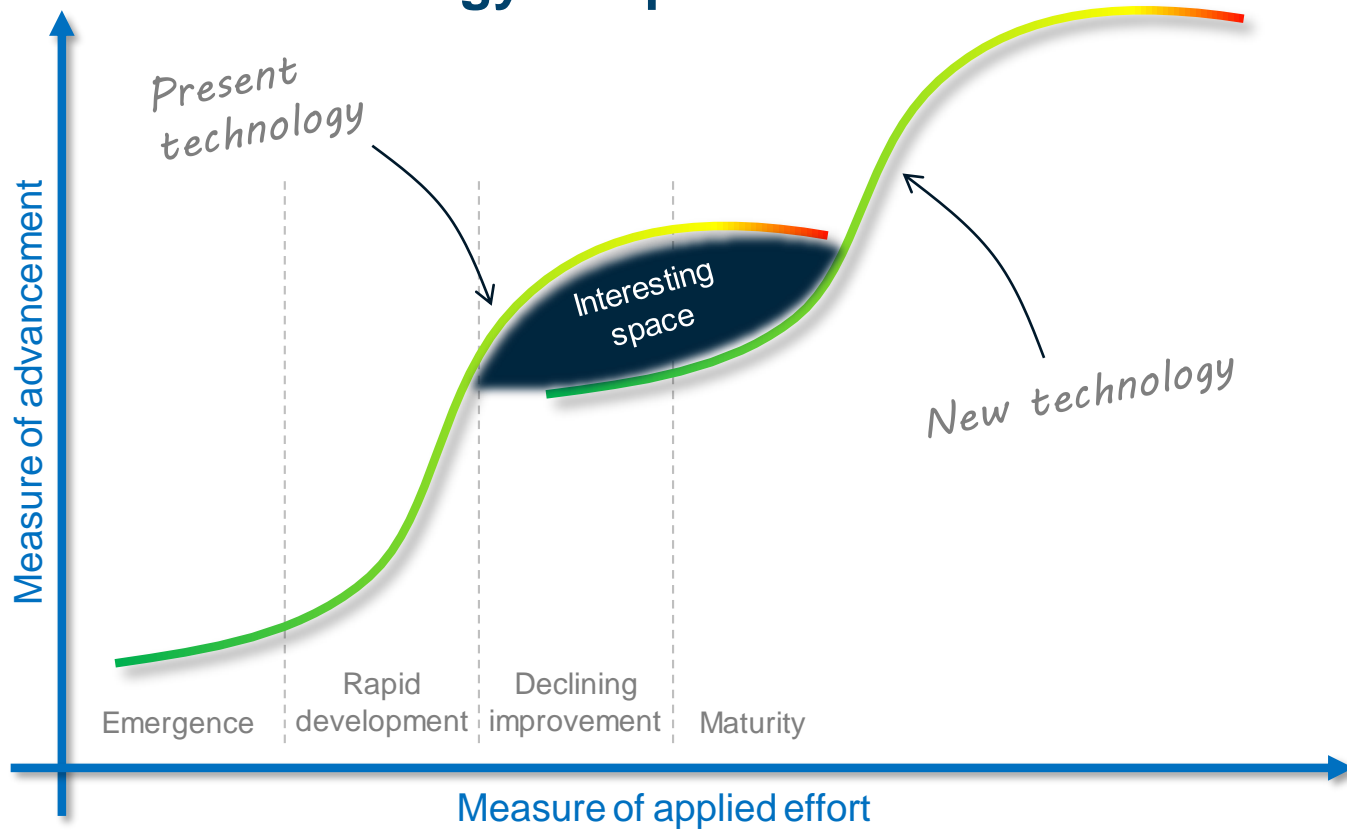 Present
technology
Measure of advancement
Interesting
space
New technology
Rapid
development
Declining
improvement
Emergence
Maturity
Measure of applied effort